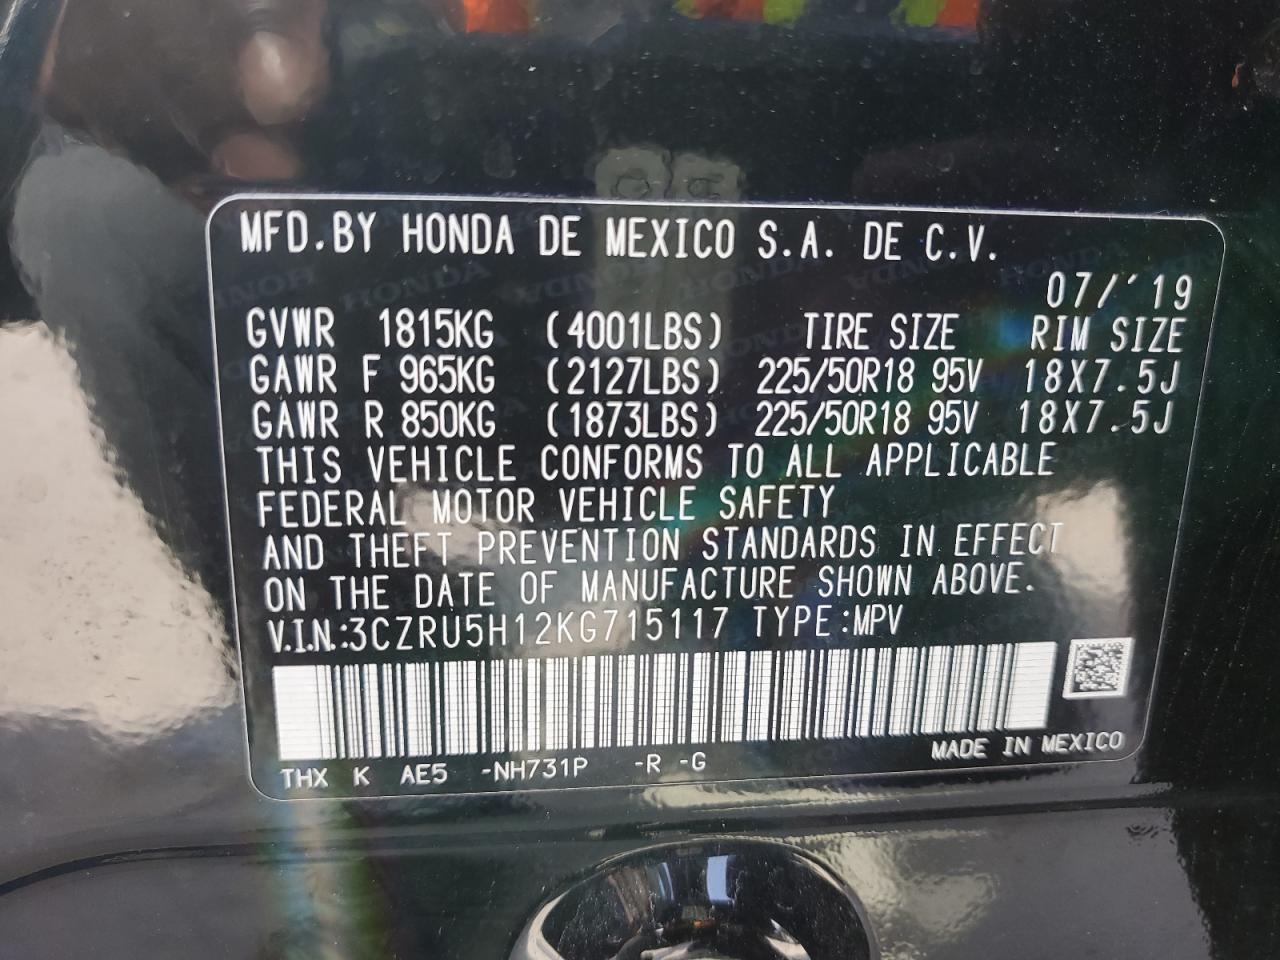 MFD.BY HONDA DE MEXICO S.A. DE C.V.
07/'19
GVWR 1815KG (4001LBS) TIRE SIZE RIM SIZE
GAWR F 965KG (2127LBS) 225/50R18 95V 18X7.5J
GAWR R 850KG (1873LBS) 225/50R18 95V 18X7.5J
THIS VEHICLE CONFORMS TO ALL APPLICABLE
FEDERAL MOTOR VEHICLE SAFETY
AND THEFT PREVENTION STANDARDS IN EFFECT
ON THE DATE OF MANUFACTURE SHOWN ABOVE.
V.I.N.:3CZRU5H12KG715117 TYPE:MPV
THX K AE5 -NH731P -R -G MADE IN MEXICO